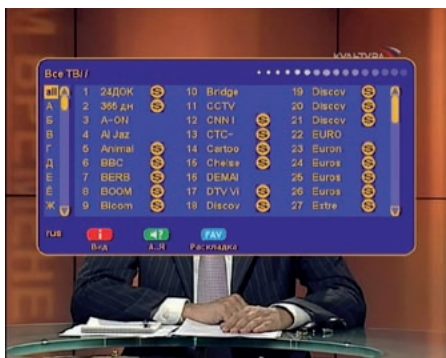 КУЛЬТУРА
Все ТВ//
all 1 24ДОК S 10 Bridge 19 Discov S
А 2 365 дн S 11 CCTV 20 Discov S
Б 3 A-ON 12 CNN I S 21 Discov S
В 4 Al Jaz 13 СТС- S 22 EURO
Г 5 Animal S 14 Cartoo S 23 Euron S
Д 6 BBC S 15 Chelse S 24 Euros S
Е 7 BERB S 16 DEMAI 25 Euros S
Ё 8 BOOM S 17 DTV Vi S 26 Euros S
Ж 9 Bloom S 18 Discov S 27 Extre S
rus i ? FAV
Вид А..Я Раскладка